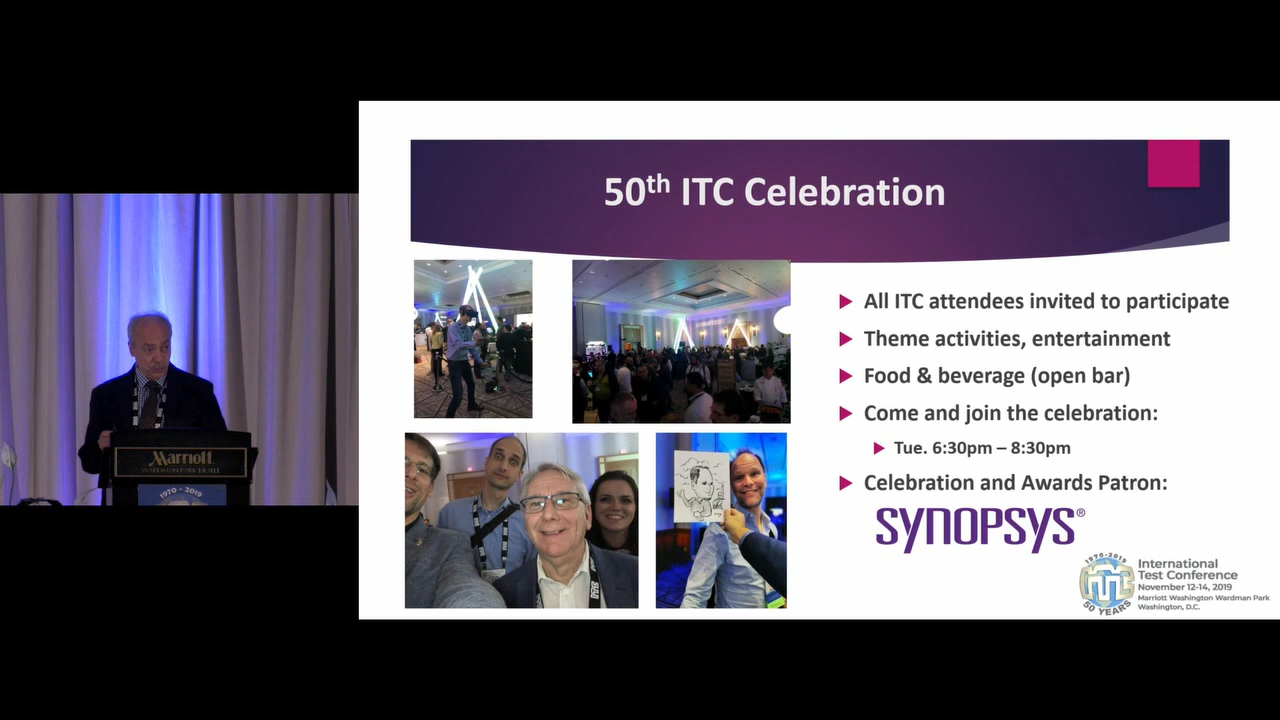 50th ITC Celebration
All ITC attendees invited to participate
Theme activities, entertainment
Food & beverage (open bar)
Come and join the celebration:
Tue. 6:30pm – 8:30pm
Celebration and Awards Patron:
SYNOPSYS®
1970-2019
ITC
50 YEARS
International
Test Conference
November 12-14, 2019
Marriott Washington Wardman Park
Washington, D.C.
Marriott
WARDMAN PARK HOTEL
1970 - 2019